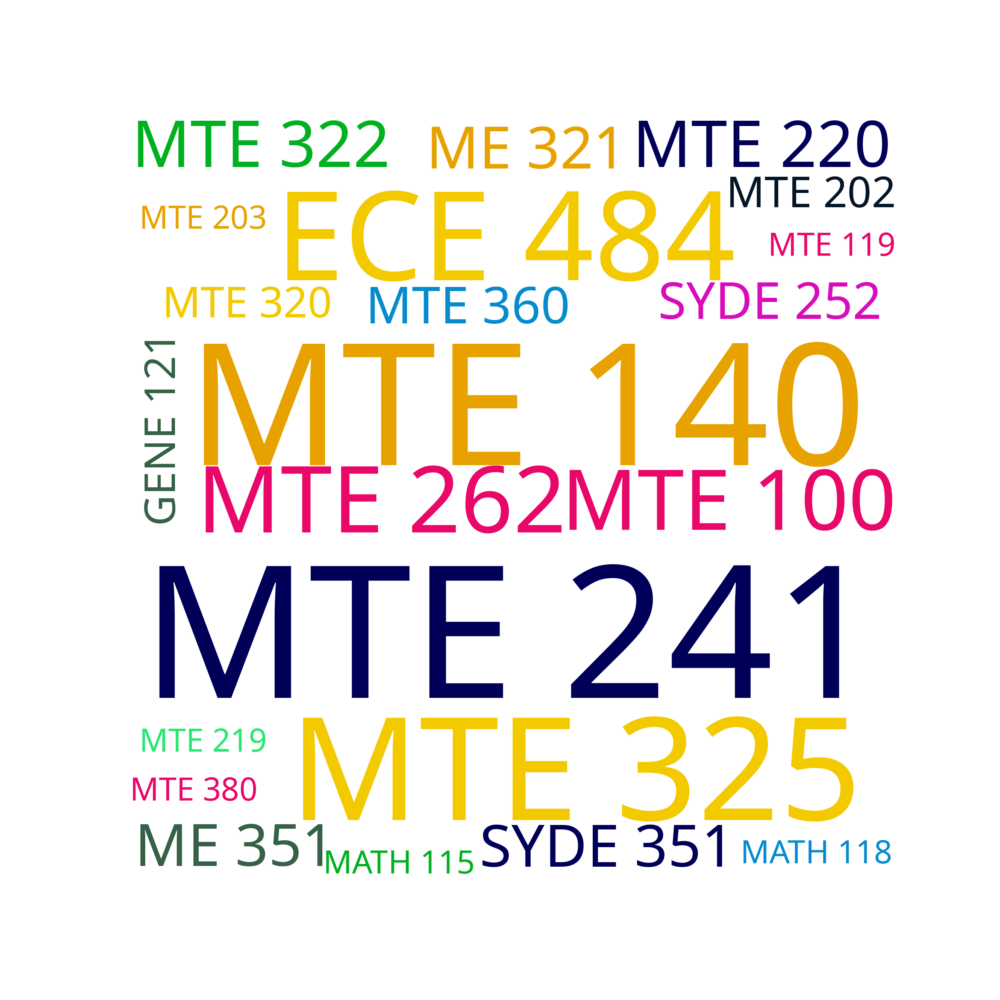 MTE 322 ME 321 MTE 220
MTE 202
MTE 203 ECE 484
MTE 119
MTE 320 MTE 360 SYDE 252
GENE 121
MTE 140
MTE 262 MTE 100
MTE 241
MTE 219 MTE 325
MTE 380
ME 351 MATH 115 SYDE 351 MATH 118